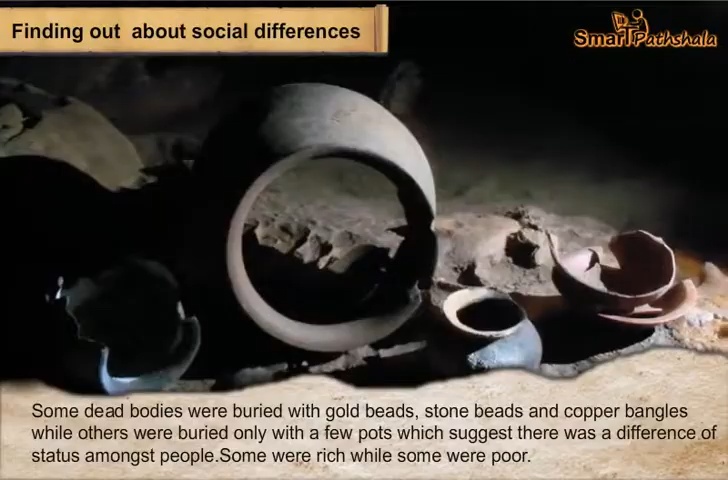 Finding out about social differences
SmarT Pathshala
Some dead bodies were buried with gold beads, stone beads and copper bangles
while others were buried only with a few pots which suggest there was a difference of
status amongst people.Some were rich while some were poor.